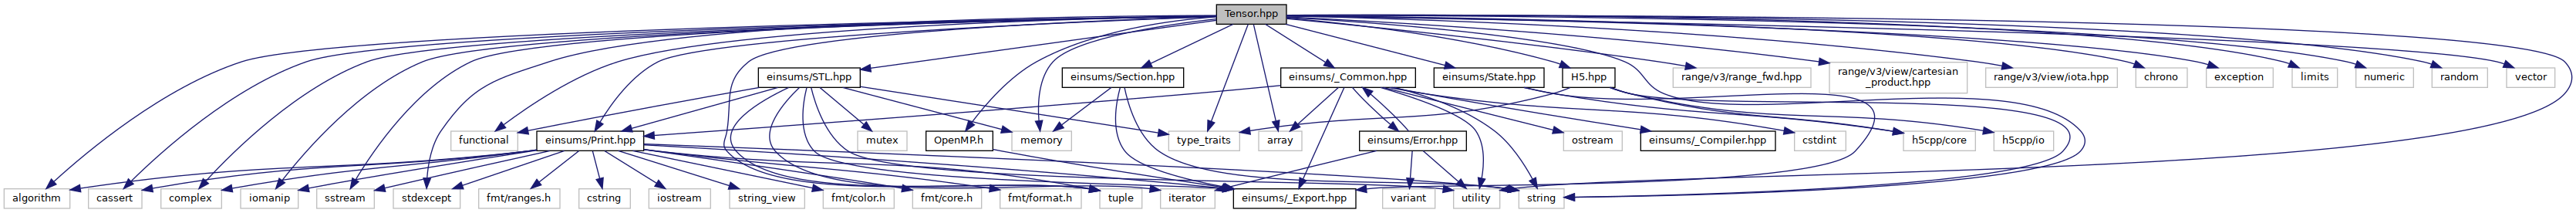 Tensor.hpp
einsums/STL.hpp
einsums/Section.hpp
einsums/_Common.hpp
einsums/State.hpp
H5.hpp
range/v3/range_fwd.hpp
range/v3/view/cartesian
_product.hpp
range/v3/view/iota.hpp
chrono
exception
limits
numeric
random
vector
functional
einsums/Print.hpp
mutex
OpenMP.h
memory
type_traits
array
einsums/Error.hpp
ostream
einsums/_Compiler.hpp
cstdint
h5cpp/core
h5cpp/io
algorithm
cassert
complex
iomanip
sstream
stdexcept
fmt/ranges.h
cstring
iostream
string_view
fmt/color.h
fmt/core.h
fmt/format.h
tuple
iterator
einsums/_Export.hpp
variant
utility
string